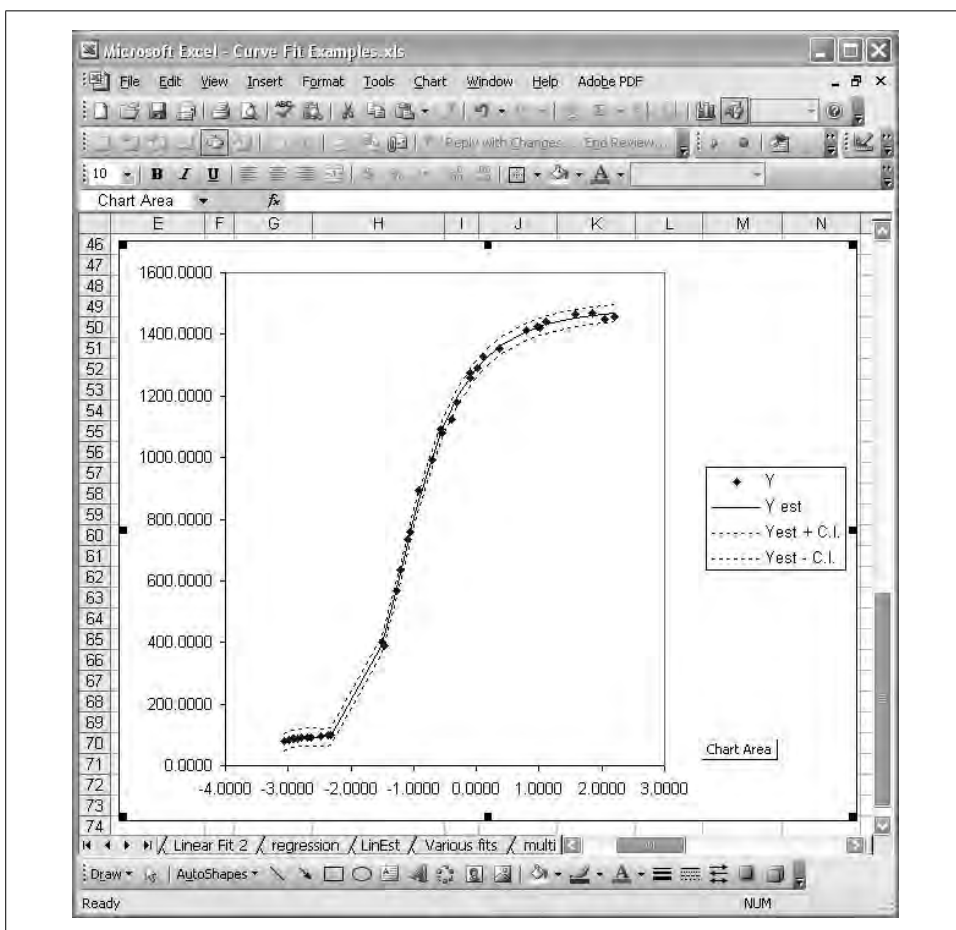 Microsoft Excel - Curve Fit Examples.xls
File Edit View Insert Format Tools Chart Window Help Adobe PDF
Reply with Changes... End Review...
10 B I U A
Chart Area fx
E F G H I J K L M N
46
47
48
49
50
51
52
53
54
55
56
57
58
59
60
61
62
63
64
65
66
67
68
69
70
71
72
73
74
1600.0000
1400.0000
1200.0000
1000.0000
800.0000
600.0000
400.0000
200.0000
0.0000
-4.0000 -3.0000 -2.0000 -1.0000 0.0000 1.0000 2.0000 3.0000
Y
Y est
Yest + C.I.
Yest - C.I.
Chart Area
Linear Fit 2 / regression / LinEst / Various fits / multi
Draw AutoShapes A
Ready NUM